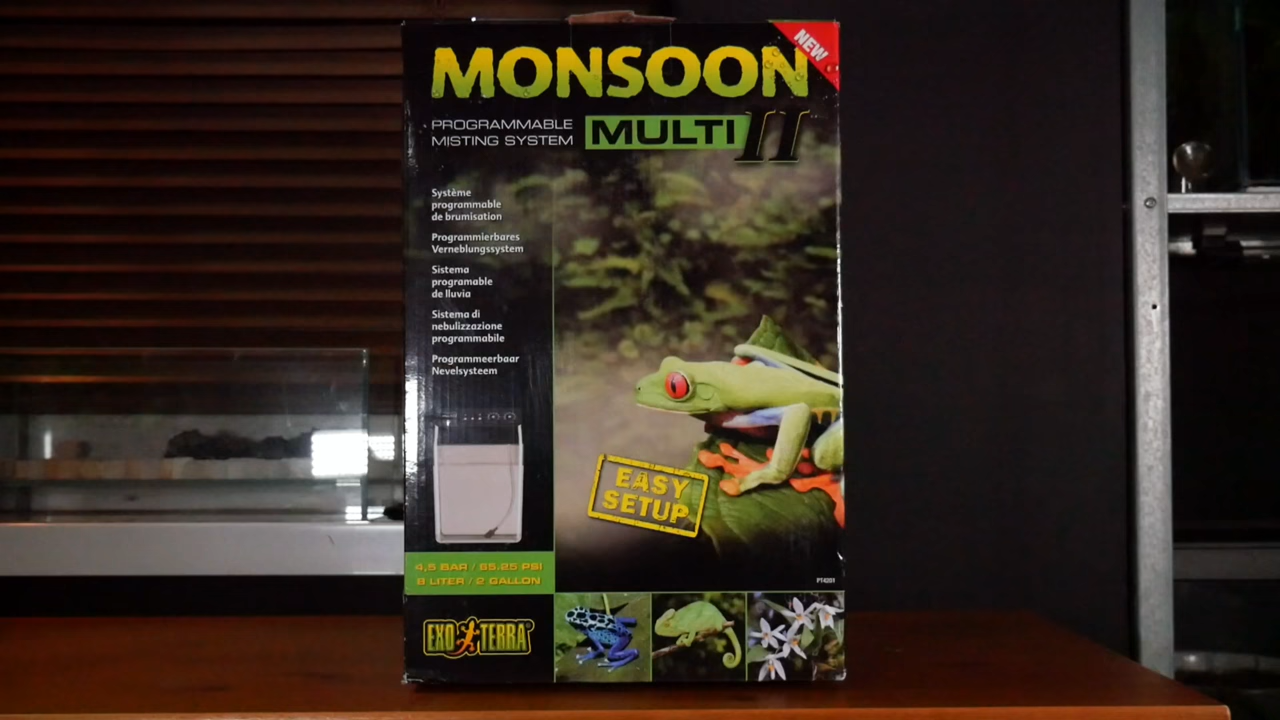 NEW
MONSOON
PROGRAMMABLE
MISTING SYSTEM
MULTI II
Système
programmable
de brumisation
Programmierbares
Verneblungssystem
Sistema
programable
de lluvia
Sistema di
nebulizzazione
programmabile
Programmeerbaar
Nevelsysteem
EASY
SETUP
4,5 BAR / 65.25 PSI
8 LITER / 2 GALLON
PT4201
EXO TERRA